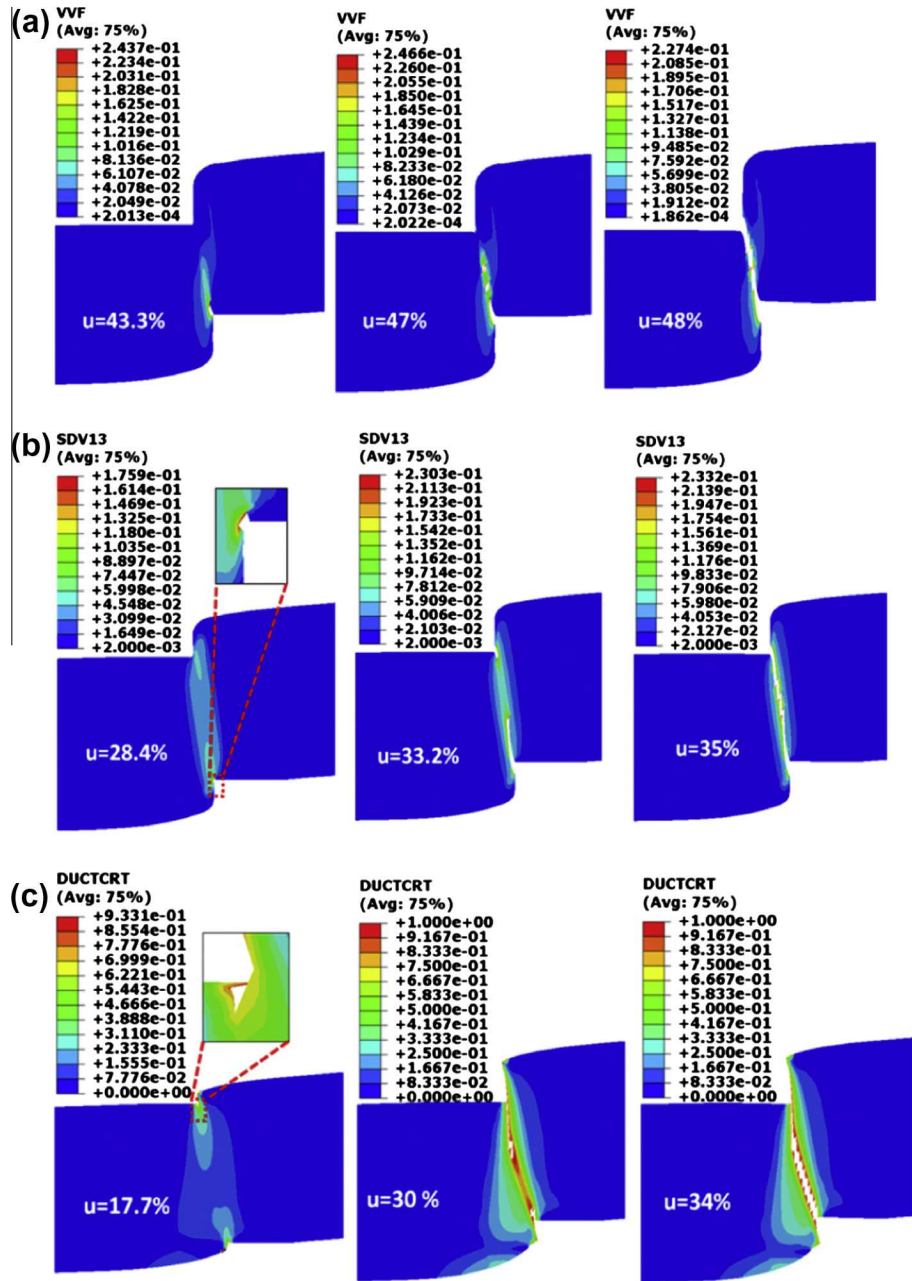 (a)
VVF
(Avg: 75%)
+2.437e-01
+2.234e-01
+2.031e-01
+1.828e-01
+1.625e-01
+1.422e-01
+1.219e-01
+1.016e-01
+8.136e-02
+6.107e-02
+4.078e-02
+2.049e-02
+2.013e-04
u=43.3%
VVF
(Avg: 75%)
+2.466e-01
+2.260e-01
+2.055e-01
+1.850e-01
+1.645e-01
+1.439e-01
+1.234e-01
+1.029e-01
+8.233e-02
+6.180e-02
+4.126e-02
+2.073e-02
+2.022e-04
u=47%
VVF
(Avg: 75%)
+2.274e-01
+2.085e-01
+1.895e-01
+1.706e-01
+1.517e-01
+1.327e-01
+1.138e-01
+9.485e-02
+7.592e-02
+5.699e-02
+3.805e-02
+1.912e-02
+1.862e-04
u=48%
(b)
SDV13
(Avg: 75%)
+1.759e-01
+1.614e-01
+1.469e-01
+1.325e-01
+1.180e-01
+1.035e-01
+8.897e-02
+7.447e-02
+5.998e-02
+4.548e-02
+3.099e-02
+1.649e-02
+2.000e-03
u=28.4%
SDV13
(Avg: 75%)
+2.303e-01
+2.113e-01
+1.923e-01
+1.733e-01
+1.542e-01
+1.352e-01
+1.162e-01
+9.714e-02
+7.812e-02
+5.909e-02
+4.006e-02
+2.103e-02
+2.000e-03
u=33.2%
SDV13
(Avg: 75%)
+2.332e-01
+2.139e-01
+1.947e-01
+1.754e-01
+1.561e-01
+1.369e-01
+1.176e-01
+9.833e-02
+7.906e-02
+5.980e-02
+4.053e-02
+2.127e-02
+2.000e-03
u=35%
(c)
DUCTCRT
(Avg: 75%)
+9.331e-01
+8.554e-01
+7.776e-01
+6.999e-01
+6.221e-01
+5.443e-01
+4.666e-01
+3.888e-01
+3.110e-01
+2.333e-01
+1.555e-01
+7.776e-02
+0.000e+00
u=17.7%
DUCTCRT
(Avg: 75%)
+1.000e+00
+9.167e-01
+8.333e-01
+7.500e-01
+6.667e-01
+5.833e-01
+5.000e-01
+4.167e-01
+3.333e-01
+2.500e-01
+1.667e-01
+8.333e-02
+0.000e+00
u=30 %
DUCTCRT
(Avg: 75%)
+1.000e+00
+9.167e-01
+8.333e-01
+7.500e-01
+6.667e-01
+5.833e-01
+5.000e-01
+4.167e-01
+3.333e-01
+2.500e-01
+1.667e-01
+8.333e-02
+0.000e+00
u=34%